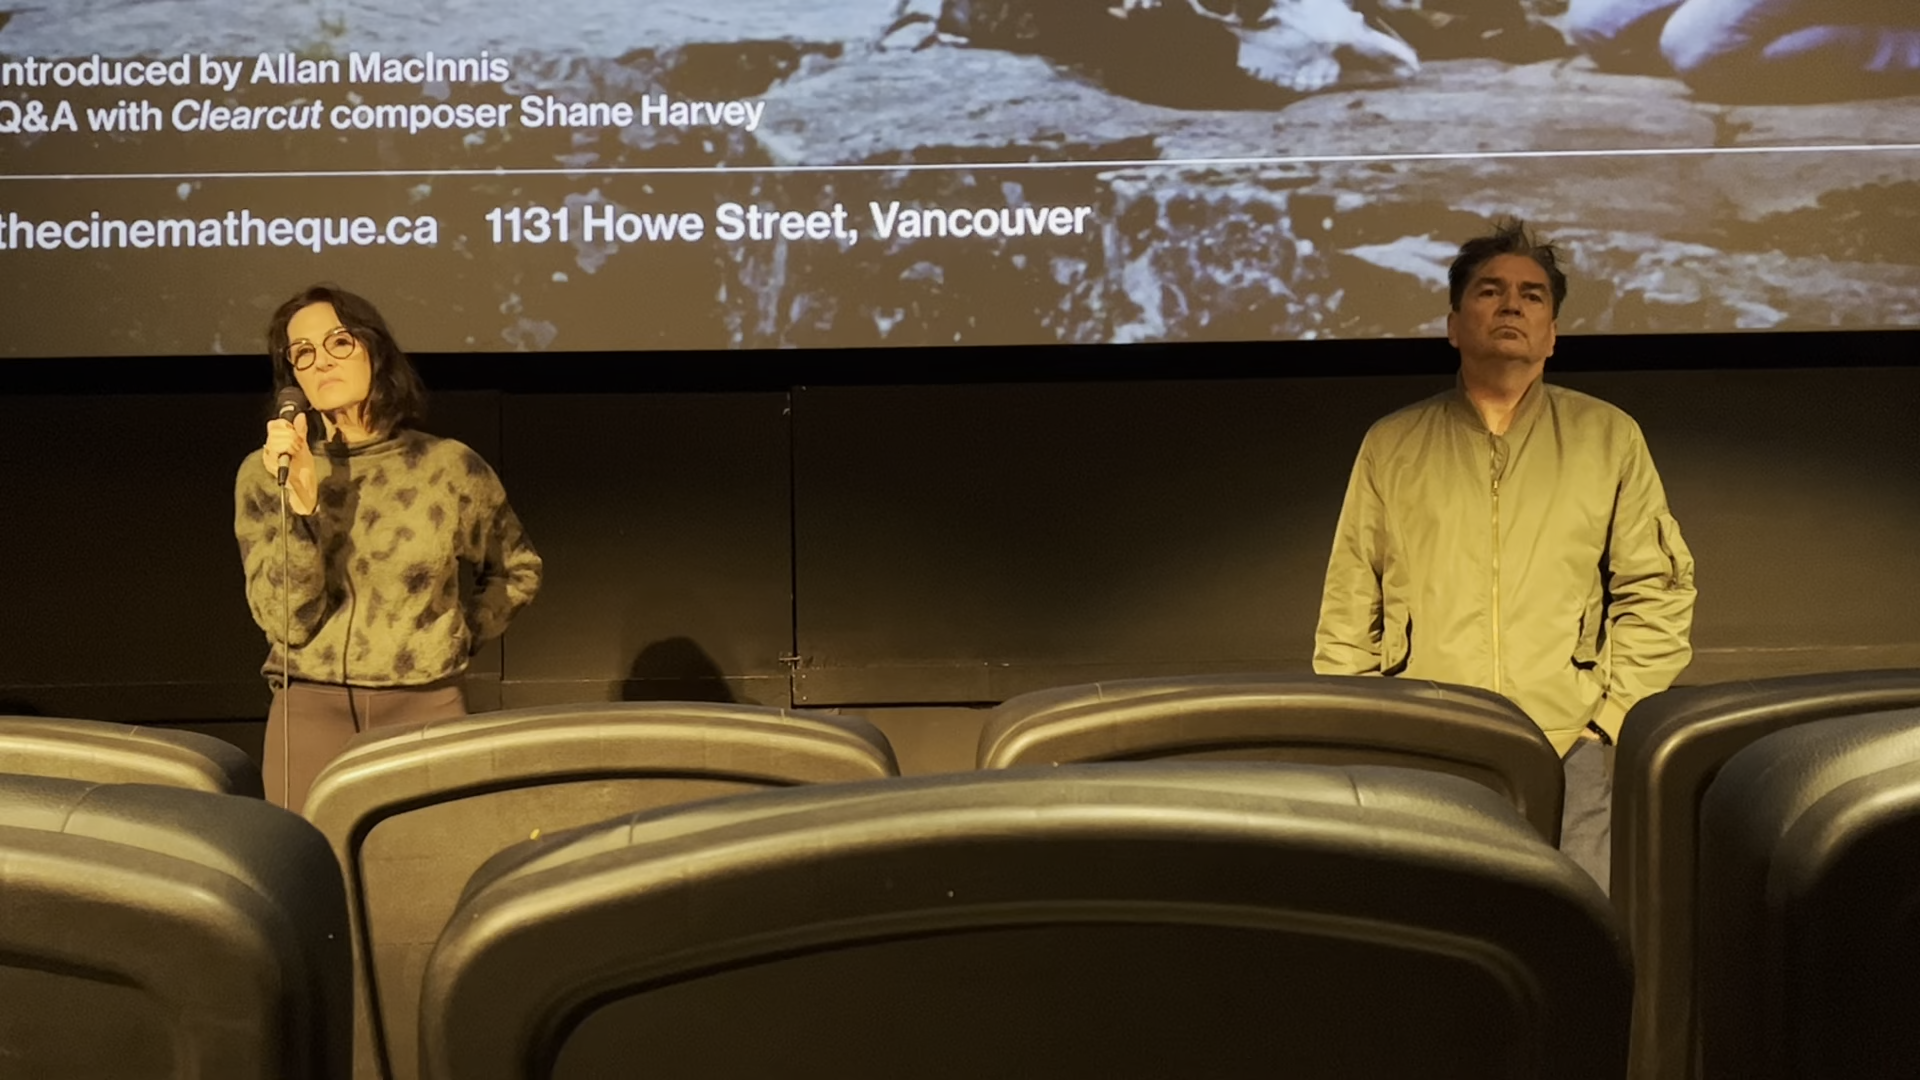 ntroduced by Allan MacInnis
Q&A with Clearcut composer Shane Harvey
thecinematheque.ca 1131 Howe Street, Vancouver